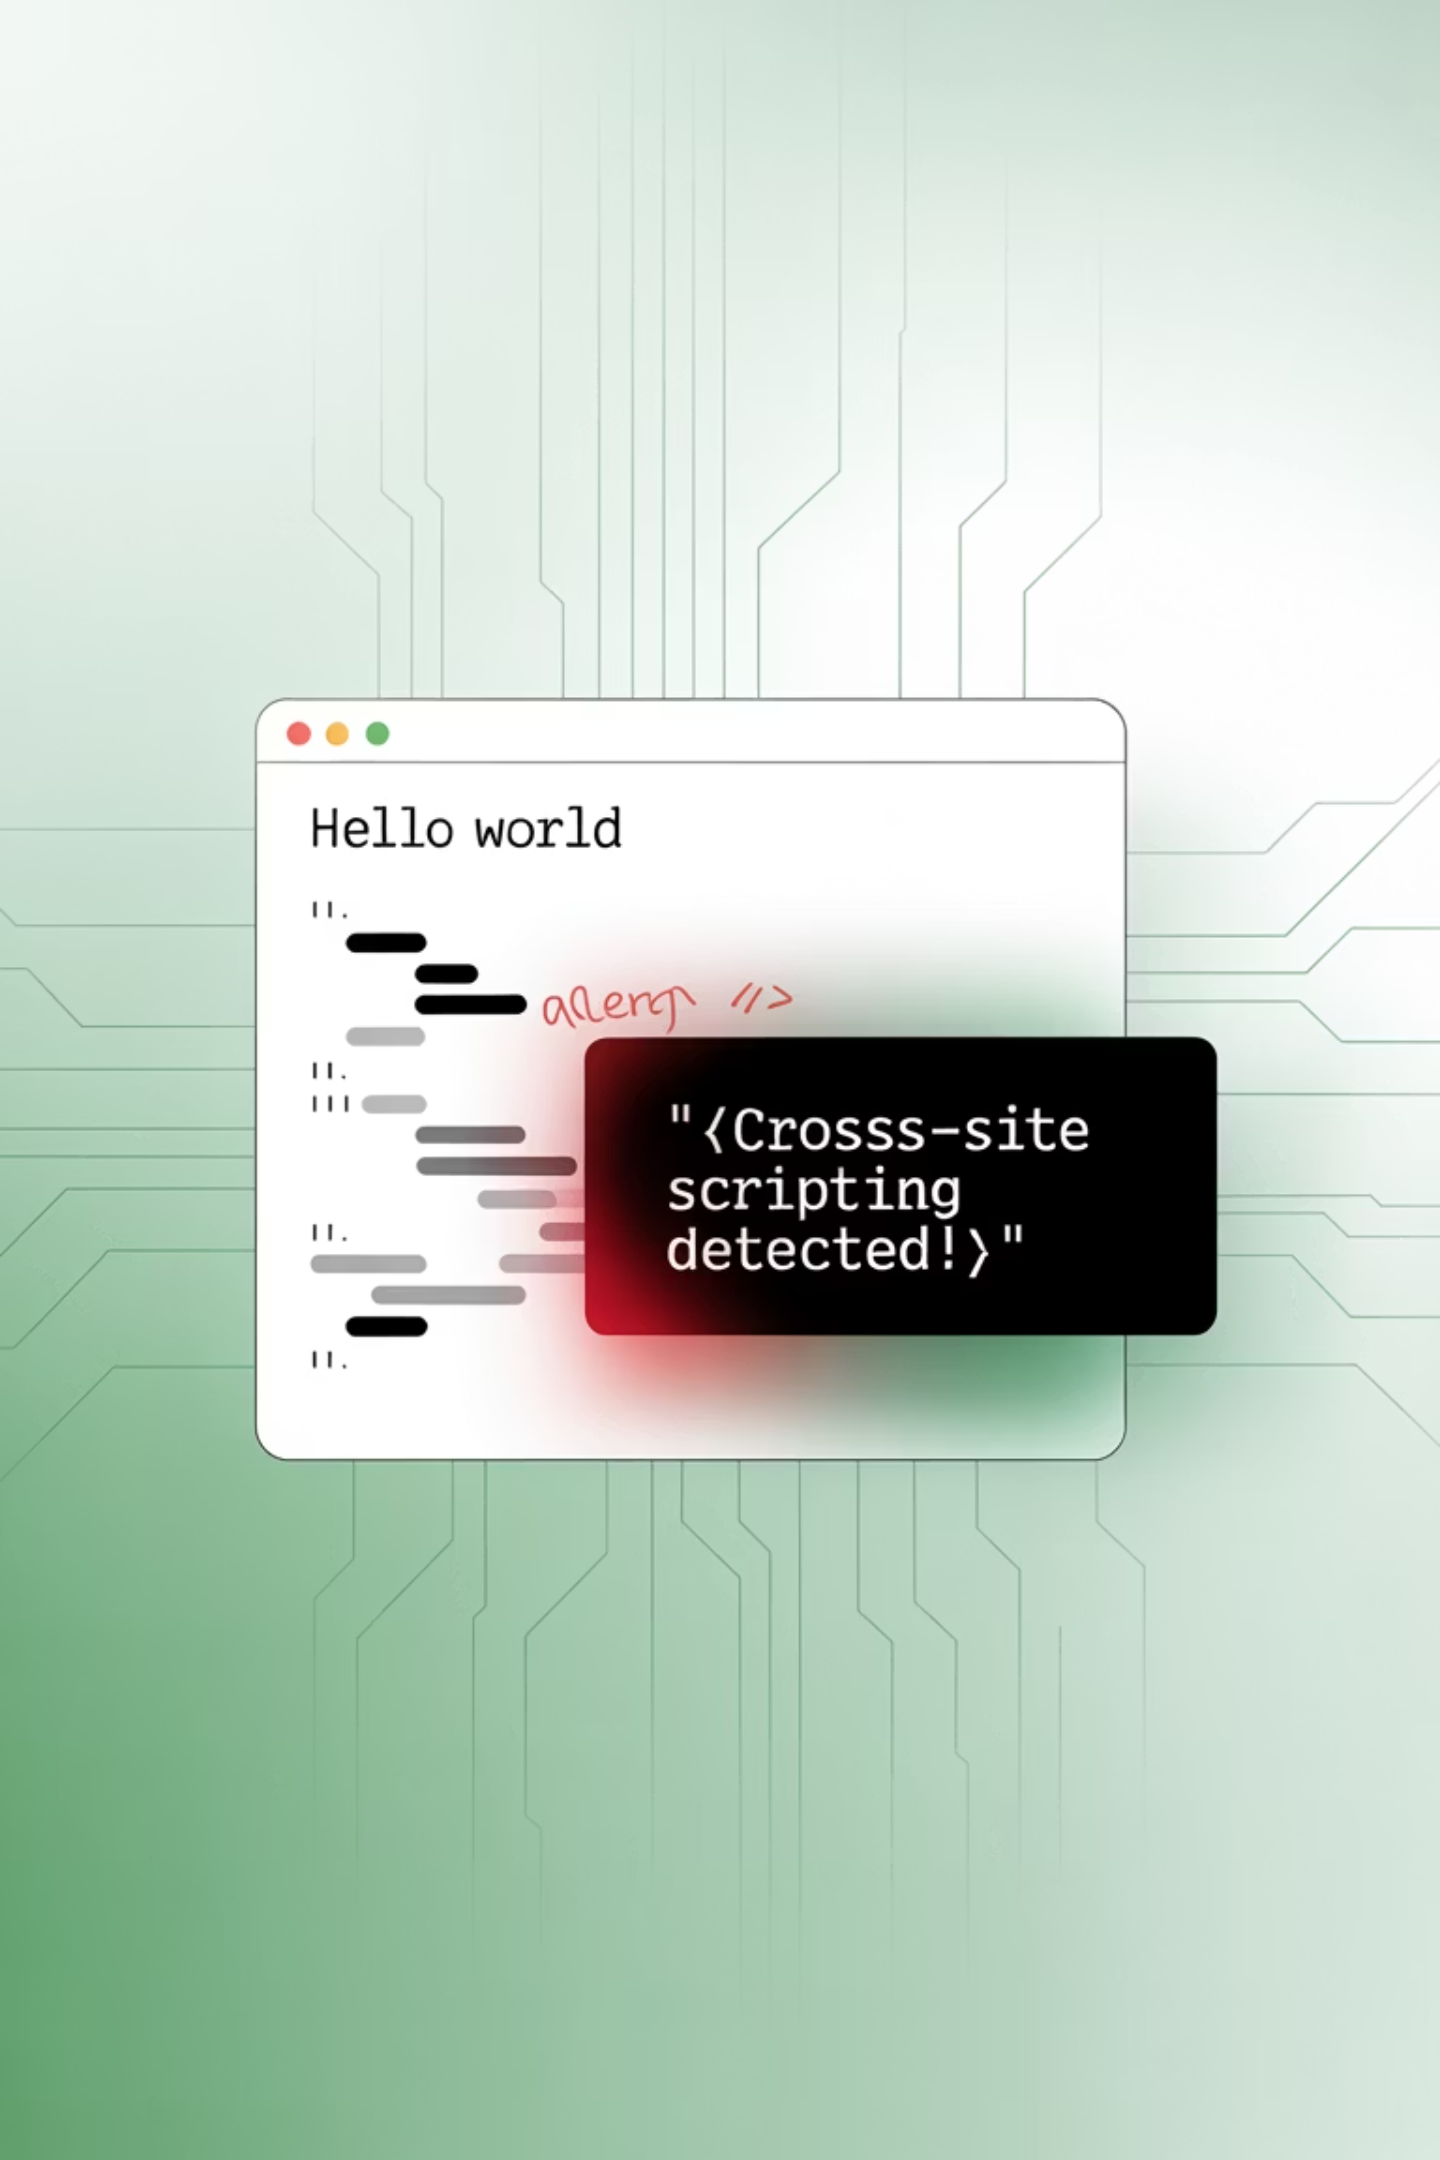 Hello world
"⟨Crosss-site
scripting
detected!⟩"